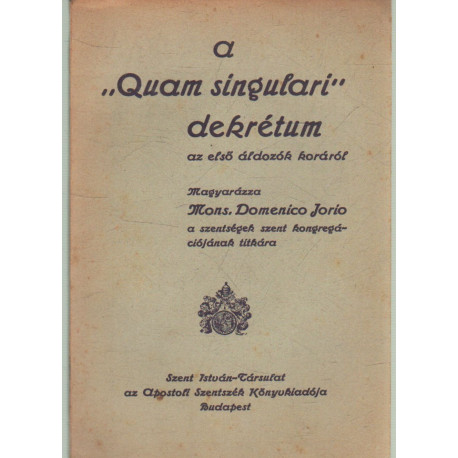 a
„Quam singulari"
dekrétum
az első áldozók koráról
Magyarázza
Mons. Domenico Jorio
a szentségek szent kongregá-
ciójának titkára
Szent István-Társulat
az Apostoli Szentszék Könyvkiadója
Budapest